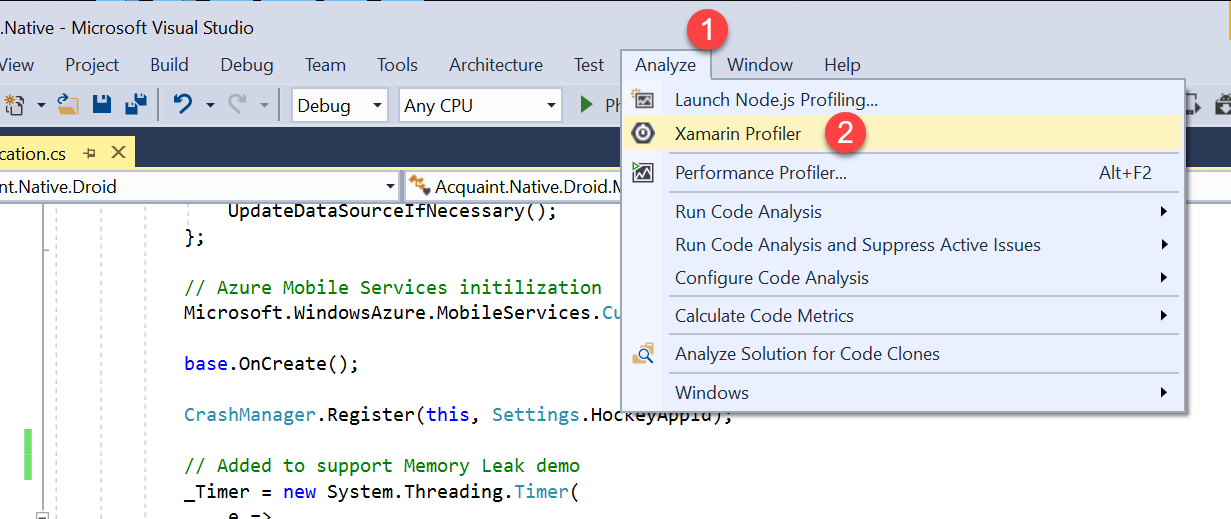 .Native - Microsoft Visual Studio
View Project Build Debug Team Tools Architecture Test Analyze Window Help
1
Debug Any CPU
Launch Node.js Profiling...
Xamarin Profiler
2
Performance Profiler... Alt+F2
Run Code Analysis
Run Code Analysis and Suppress Active Issues
Configure Code Analysis
Calculate Code Metrics
Analyze Solution for Code Clones
Windows
cation.cs
nt.Native.Droid Acquaint.Native.Droid.M
UpdateDataSourceIfNecessary();
};
// Azure Mobile Services initilization
Microsoft.WindowsAzure.MobileServices.Cu
base.OnCreate();
CrashManager.Register(this, Settings.HockeyAppId);
// Added to support Memory Leak demo
_Timer = new System.Threading.Timer(
e =>